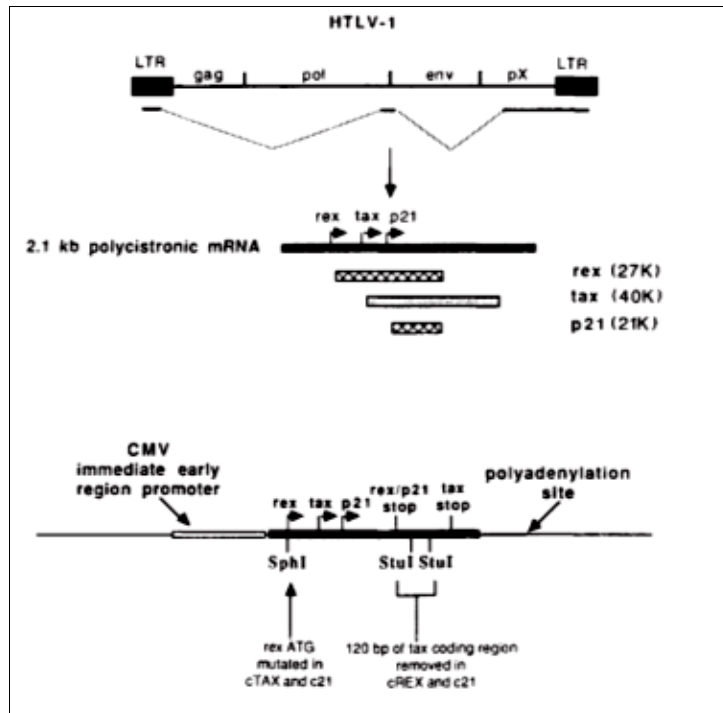 HTLV-1
LTR gag pol env pX LTR
rex tax p21
2.1 kb polycistronic mRNA
rex (27K)
tax (40K)
p21 (21K)
CMV
immediate early
region promoter
rex tax p21
rex/p21
stop
tax
stop
polyadenylation
site
SphI StuI StuI
rex ATG
mutated in
cTAX and c21
120 bp of tax coding region
removed in
cREX and c21